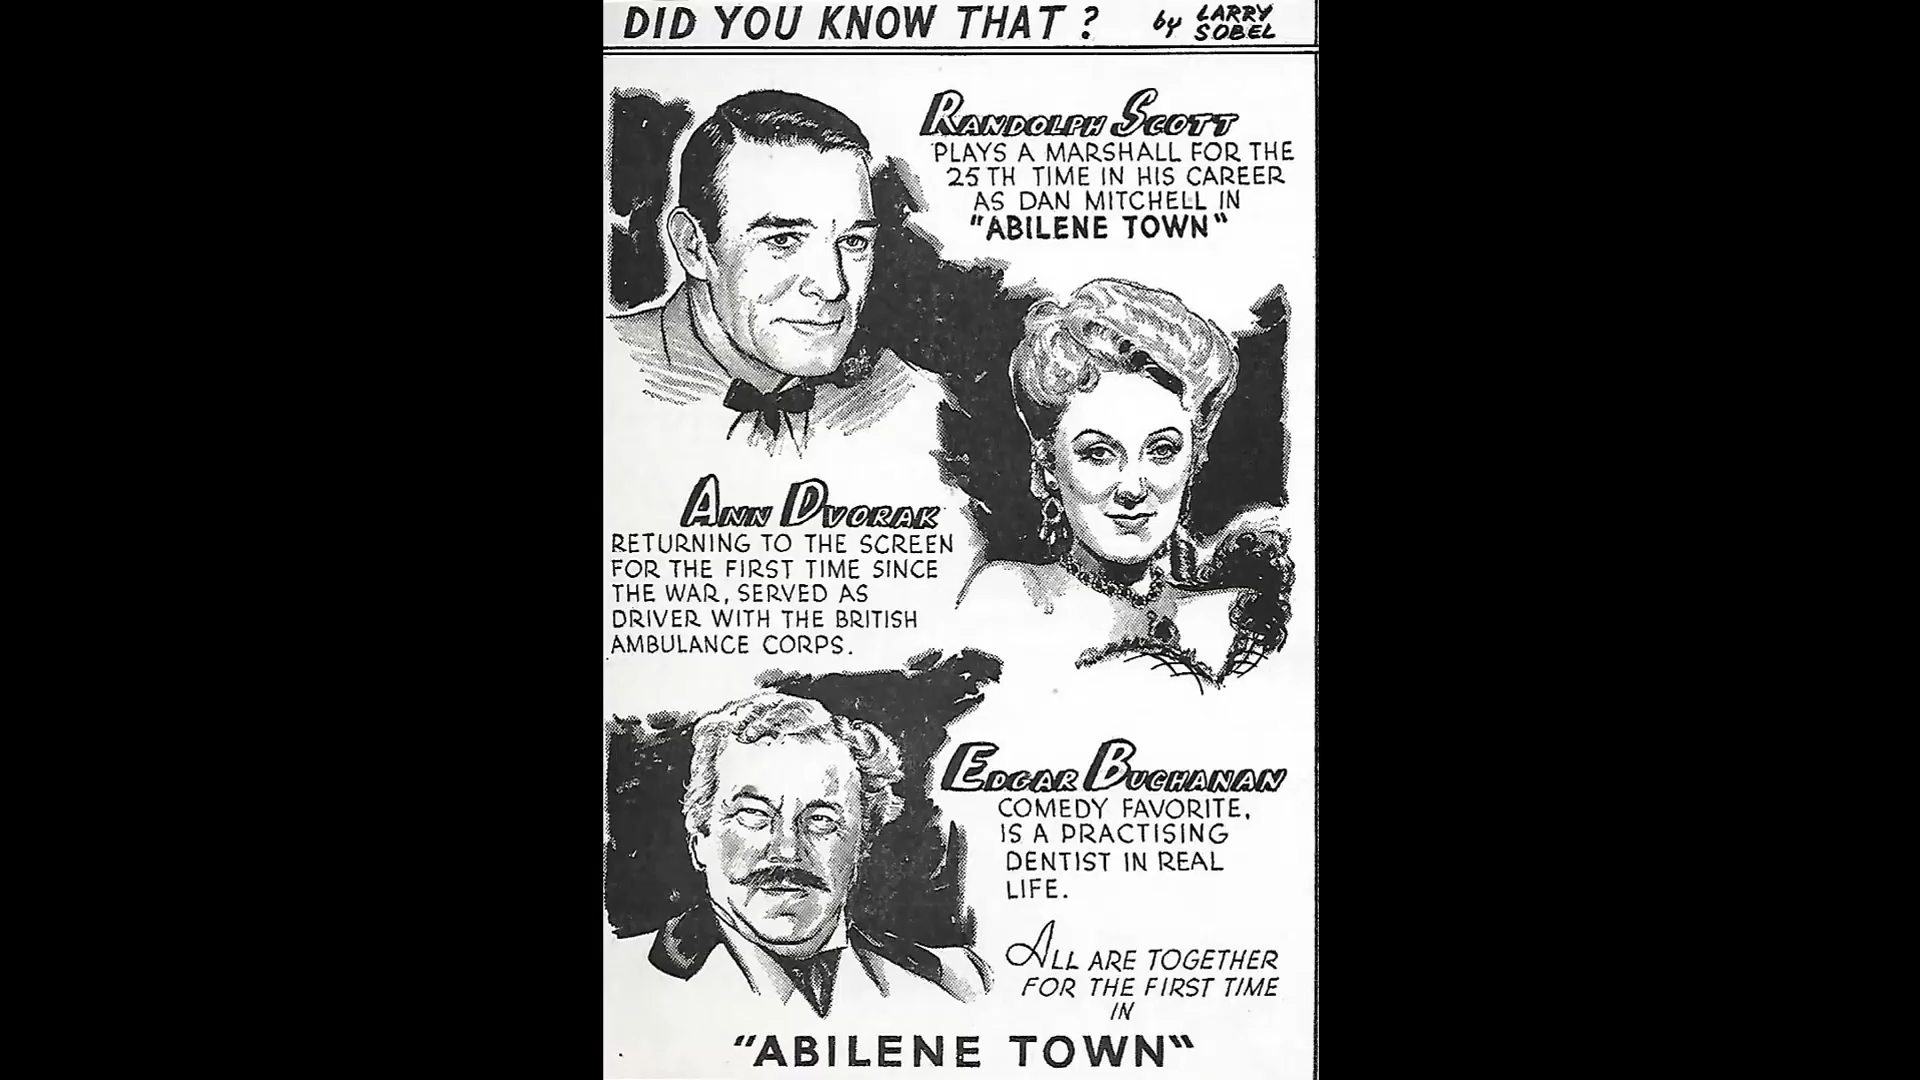 DID YOU KNOW THAT?
by LARRY SOBEL
RANDOLPH SCOTT
PLAYS A MARSHALL FOR THE
25TH TIME IN HIS CAREER
AS DAN MITCHELL IN
"ABILENE TOWN"
ANN DVORAK
RETURNING TO THE SCREEN
FOR THE FIRST TIME SINCE
THE WAR, SERVED AS
DRIVER WITH THE BRITISH
AMBULANCE CORPS.
EDGAR BUCHANAN
COMEDY FAVORITE,
IS A PRACTISING
DENTIST IN REAL
LIFE.
ALL ARE TOGETHER
FOR THE FIRST TIME
IN
"ABILENE TOWN"